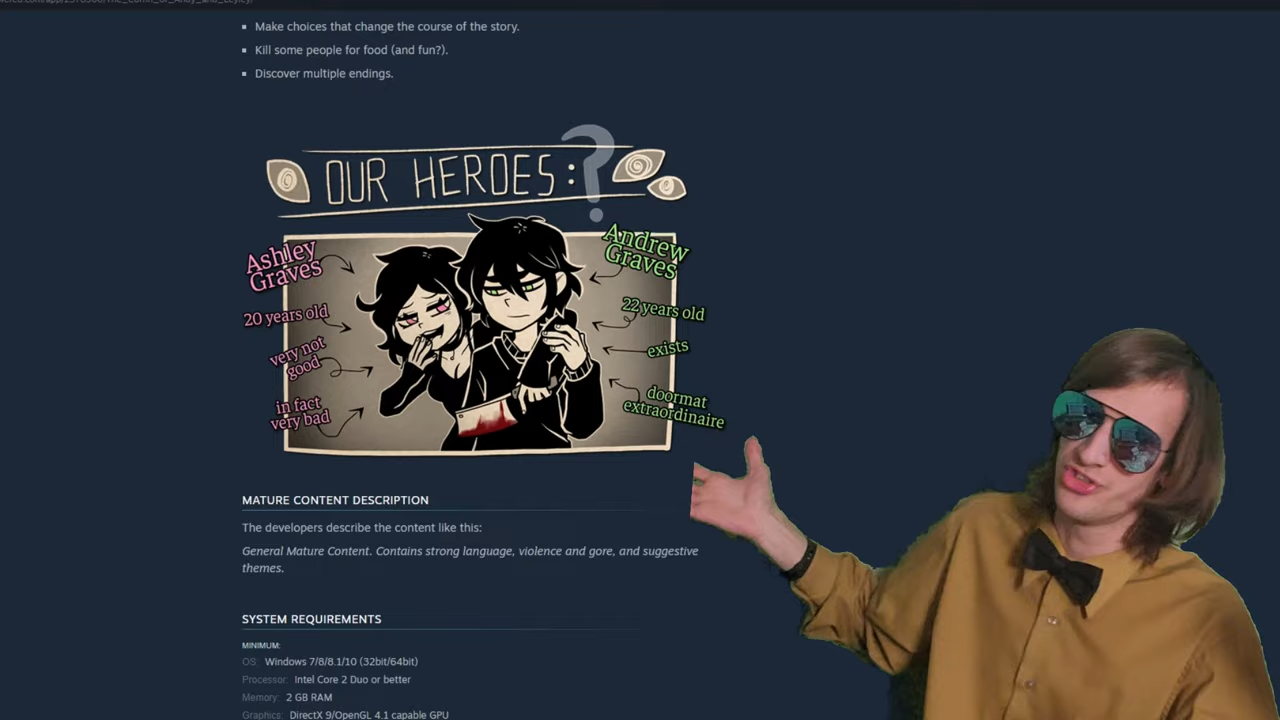 Make choices that change the course of the story.
Kill some people for food (and fun?).
Discover multiple endings.
OUR HEROES:?
Ashley
Graves
20 years old
very not
good
in fact
very bad
Andrew
Graves
22 years old
exists
doormat
extraordinaire
MATURE CONTENT DESCRIPTION
The developers describe the content like this:
General Mature Content. Contains strong language, violence and gore, and suggestive
themes.
SYSTEM REQUIREMENTS
MINIMUM:
OS: Windows 7/8/8.1/10 (32bit/64bit)
Processor: Intel Core 2 Duo or better
Memory: 2 GB RAM
Graphics: DirectX 9/OpenGL 4.1 capable GPU